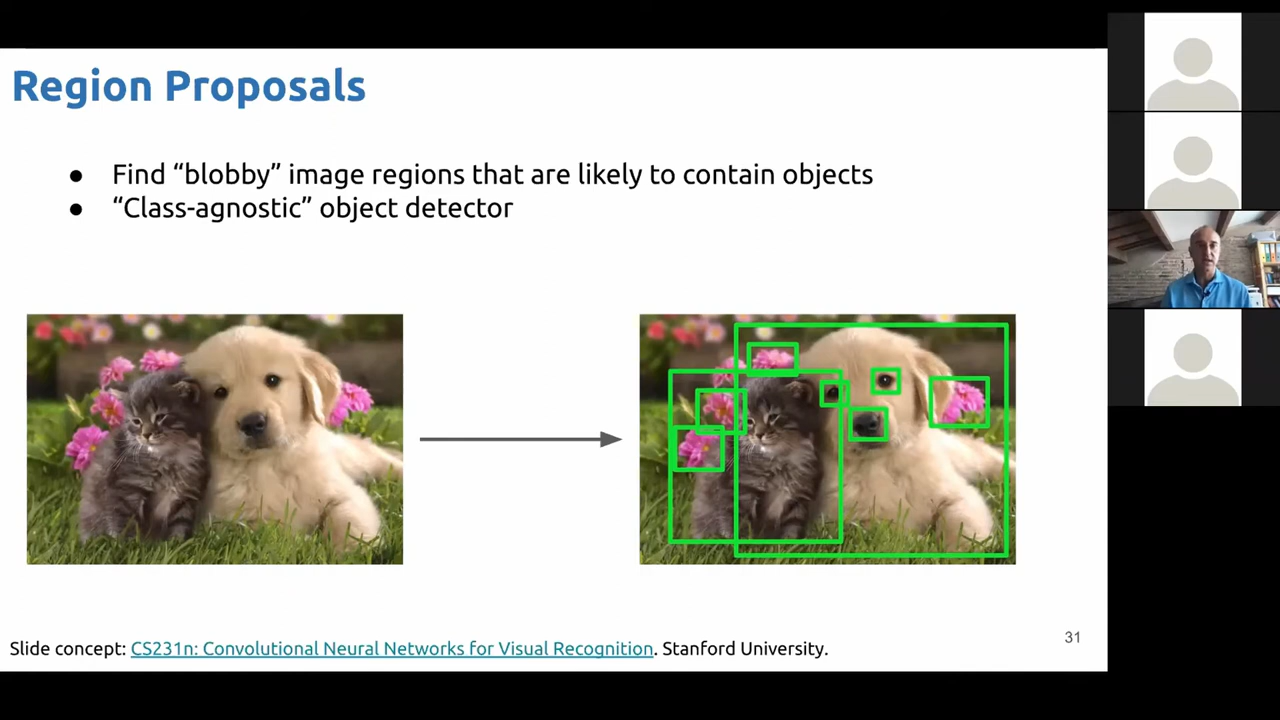 Region Proposals
● Find “blobby” image regions that are likely to contain objects
● “Class-agnostic” object detector
31
Slide concept: CS231n: Convolutional Neural Networks for Visual Recognition. Stanford University.